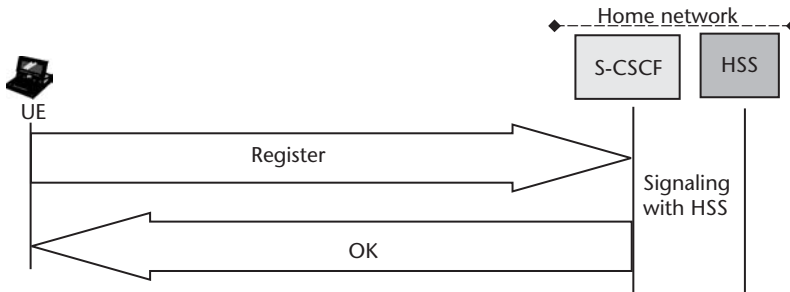 Home network
S-CSCF
HSS
UE
Register
Signaling
with HSS
OK